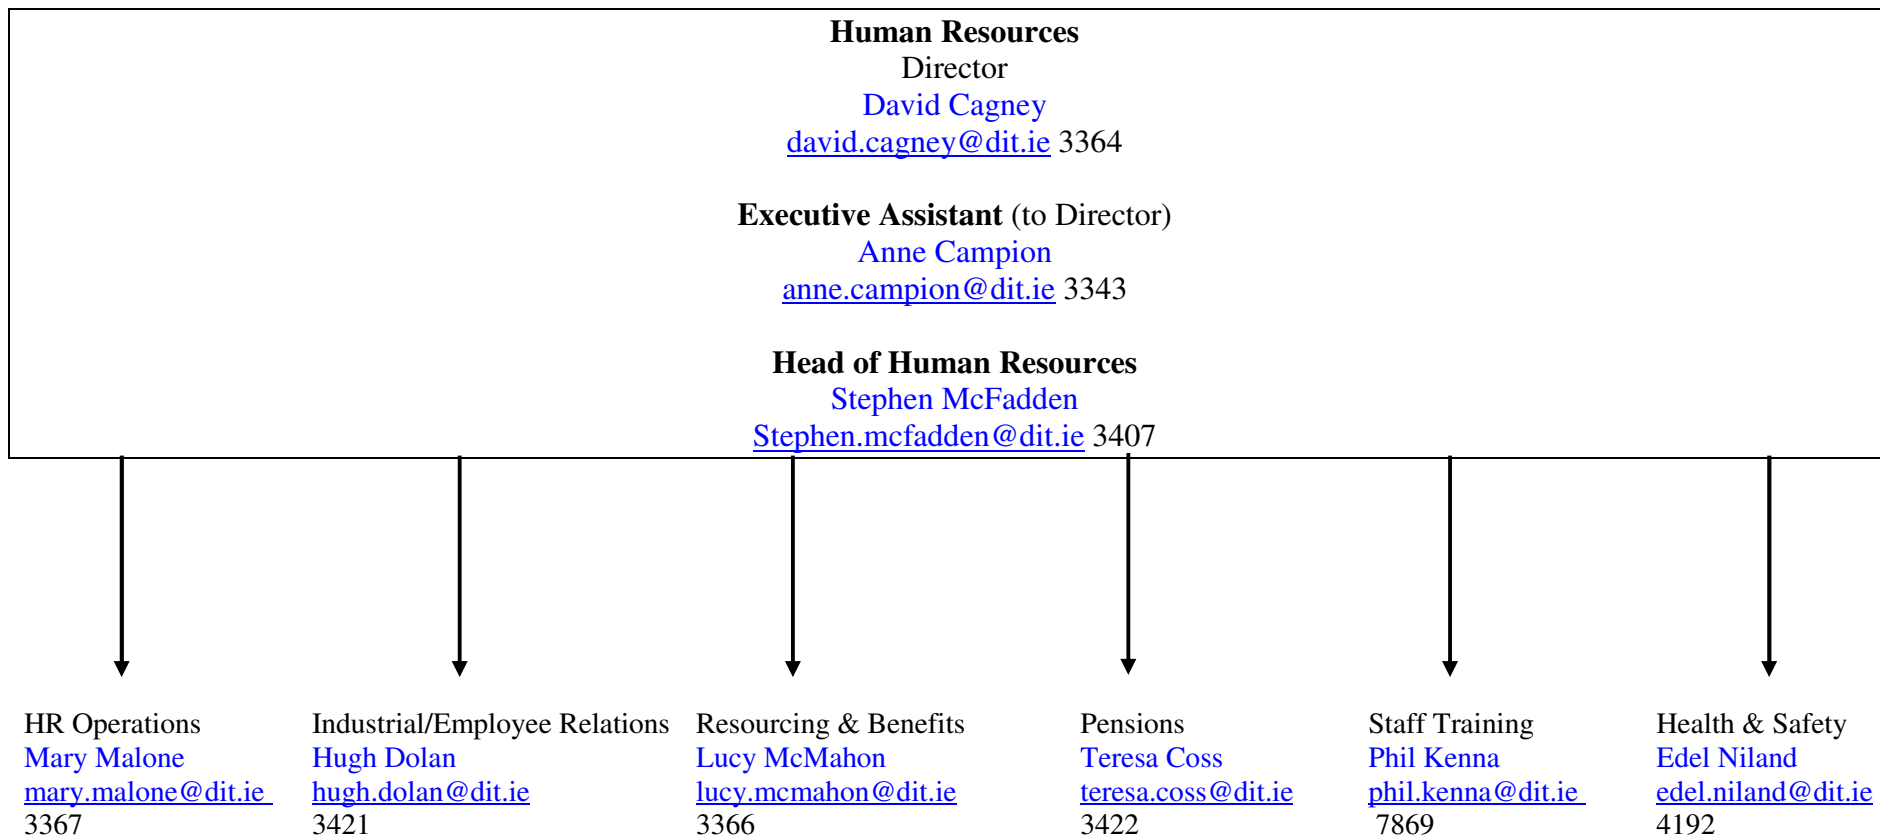 Human Resources
Director
David Cagney
david.cagney@dit.ie 3364
Executive Assistant (to Director)
Anne Campion
anne.campion@dit.ie 3343
Head of Human Resources
Stephen McFadden
Stephen.mcfadden@dit.ie 3407
HR Operations
Mary Malone
mary.malone@dit.ie
3367
Industrial/Employee Relations
Hugh Dolan
hugh.dolan@dit.ie
3421
Resourcing & Benefits
Lucy McMahon
lucy.mcmahon@dit.ie
3366
Pensions
Teresa Coss
teresa.coss@dit.ie
3422
Staff Training
Phil Kenna
phil.kenna@dit.ie
7869
Health & Safety
Edel Niland
edel.niland@dit.ie
4192